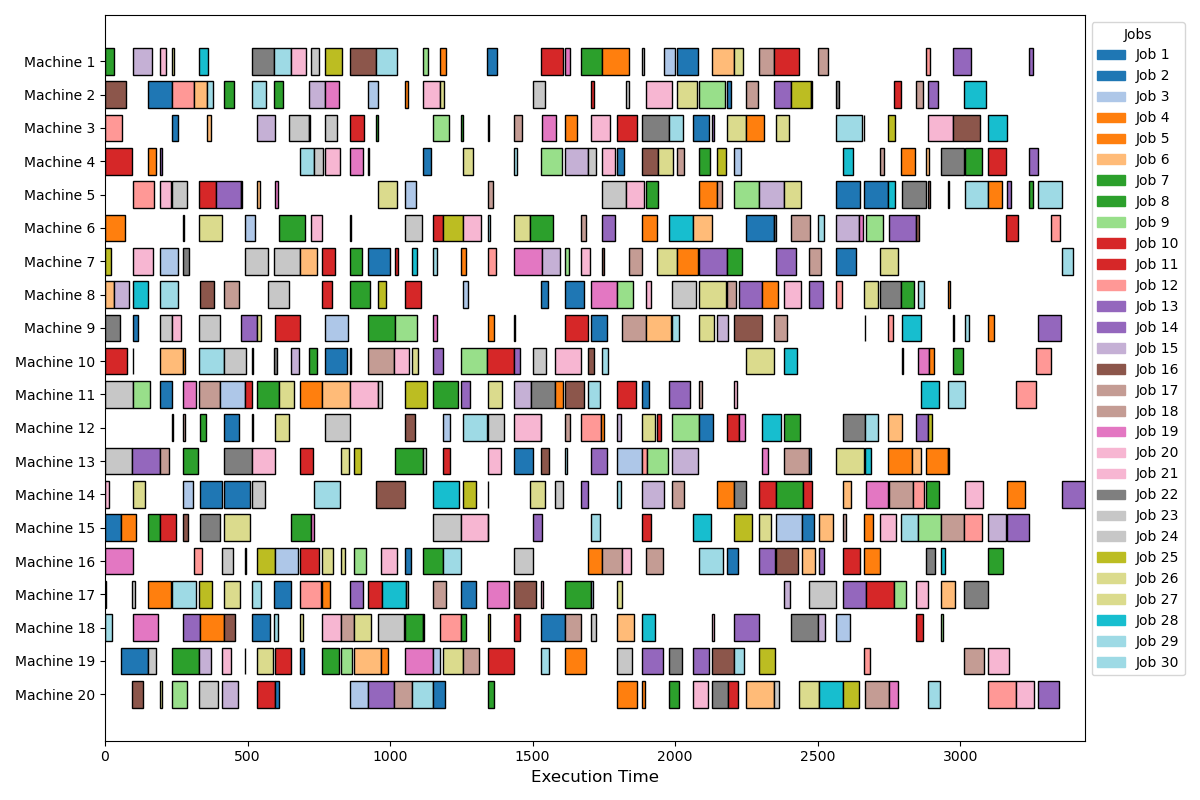 Machine 1
Machine 2
Machine 3
Machine 4
Machine 5
Machine 6
Machine 7
Machine 8
Machine 9
Machine 10
Machine 11
Machine 12
Machine 13
Machine 14
Machine 15
Machine 16
Machine 17
Machine 18
Machine 19
Machine 20
0 500 1000 1500 2000 2500 3000
Execution Time
Jobs
Job 1
Job 2
Job 3
Job 4
Job 5
Job 6
Job 7
Job 8
Job 9
Job 10
Job 11
Job 12
Job 13
Job 14
Job 15
Job 16
Job 17
Job 18
Job 19
Job 20
Job 21
Job 22
Job 23
Job 24
Job 25
Job 26
Job 27
Job 28
Job 29
Job 30